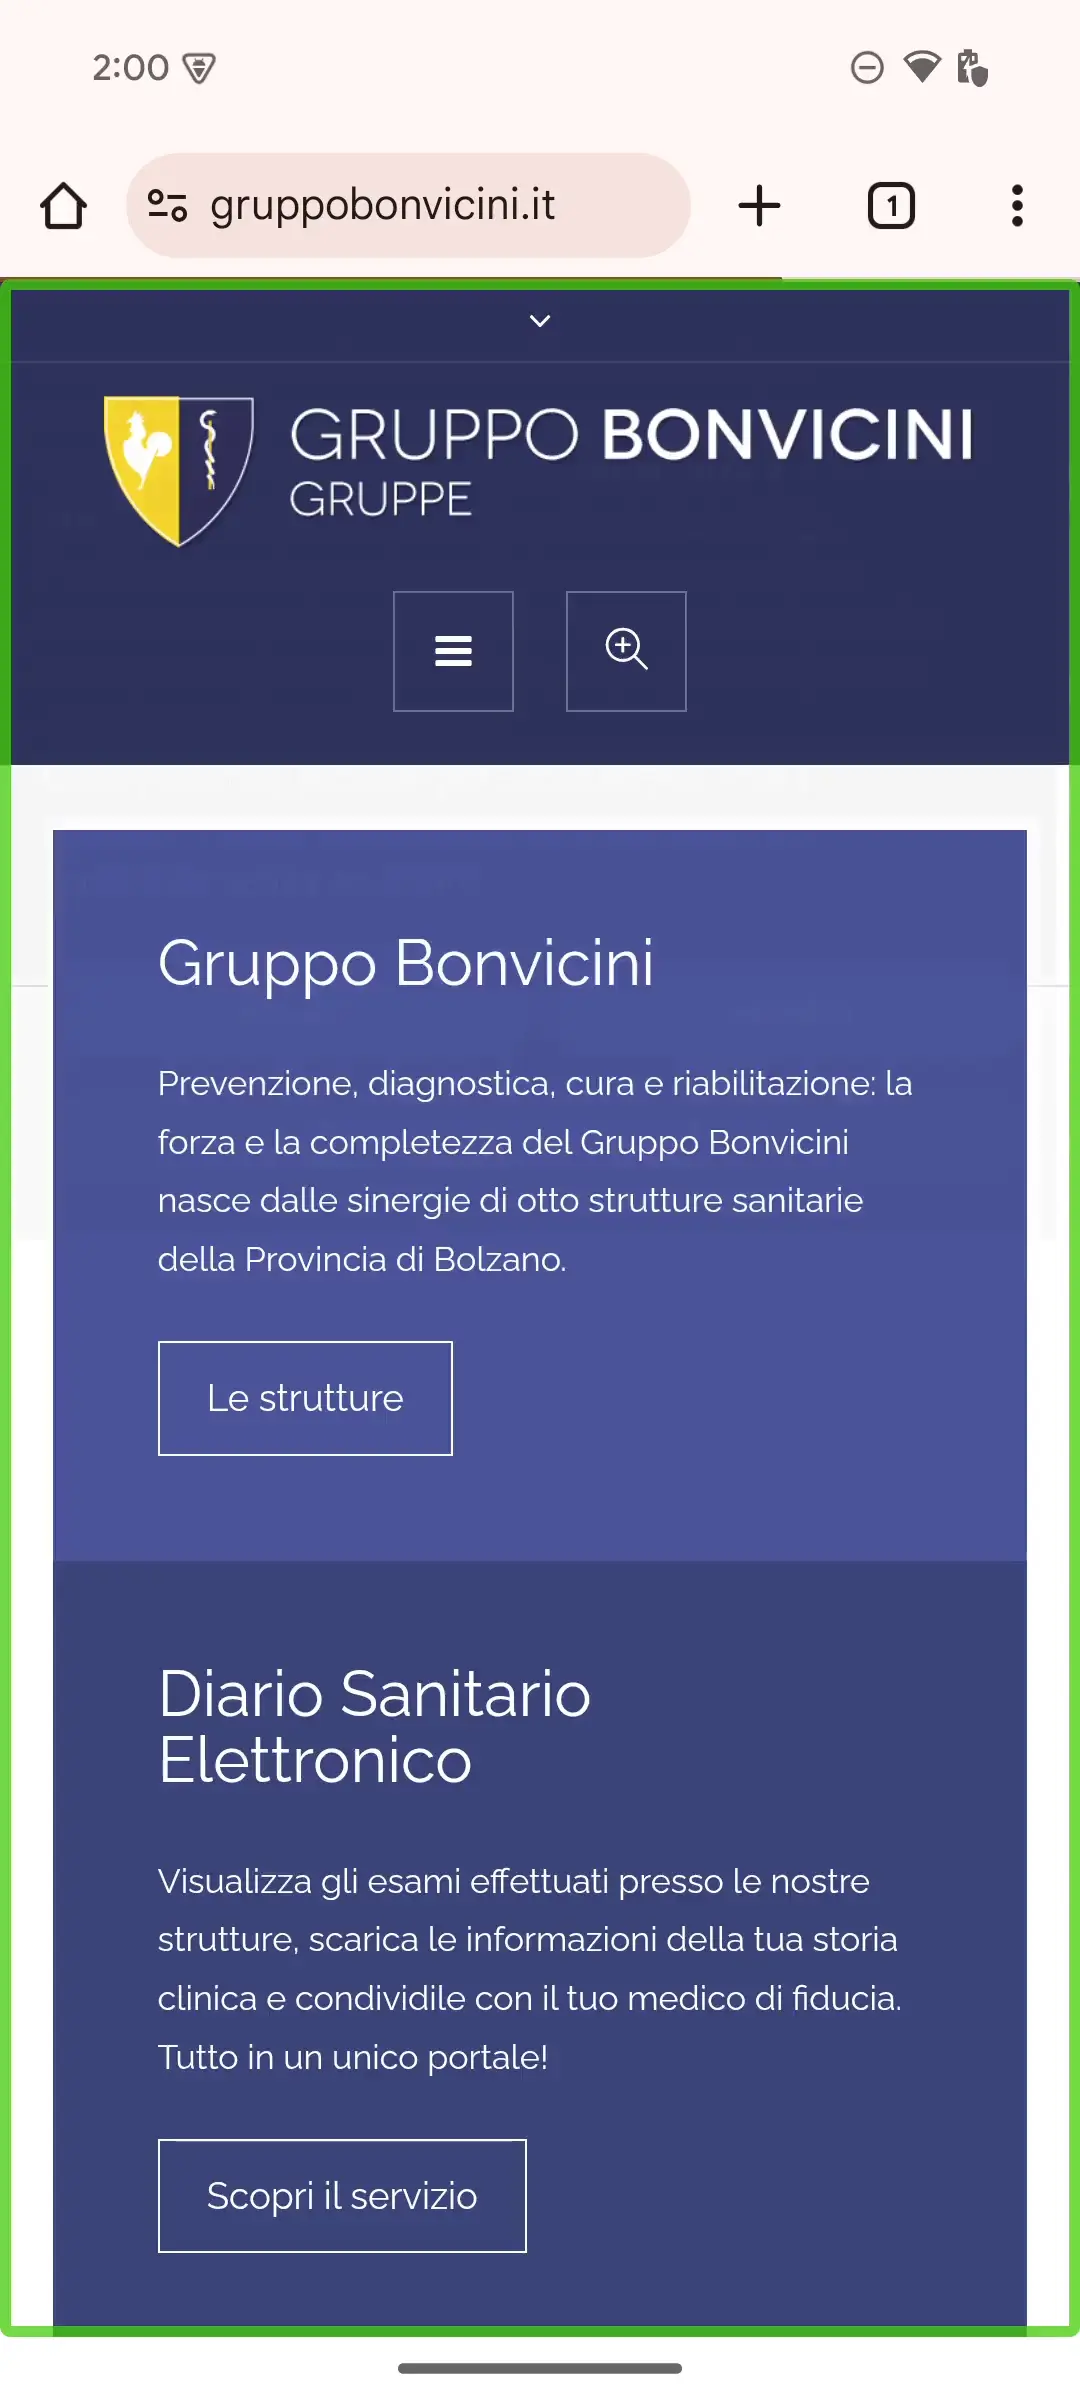 2:00
gruppobonvicini.it
1
GRUPPO BONVICINI
GRUPPE
Gruppo Bonvicini
Prevenzione, diagnostica, cura e riabilitazione: la
forza e la completezza del Gruppo Bonvicini
nasce dalle sinergie di otto strutture sanitarie
della Provincia di Bolzano.
Le strutture
Diario Sanitario
Elettronico
Visualizza gli esami effettuati presso le nostre
strutture, scarica le informazioni della tua storia
clinica e condividile con il tuo medico di fiducia.
Tutto in un unico portale!
Scopri il servizio